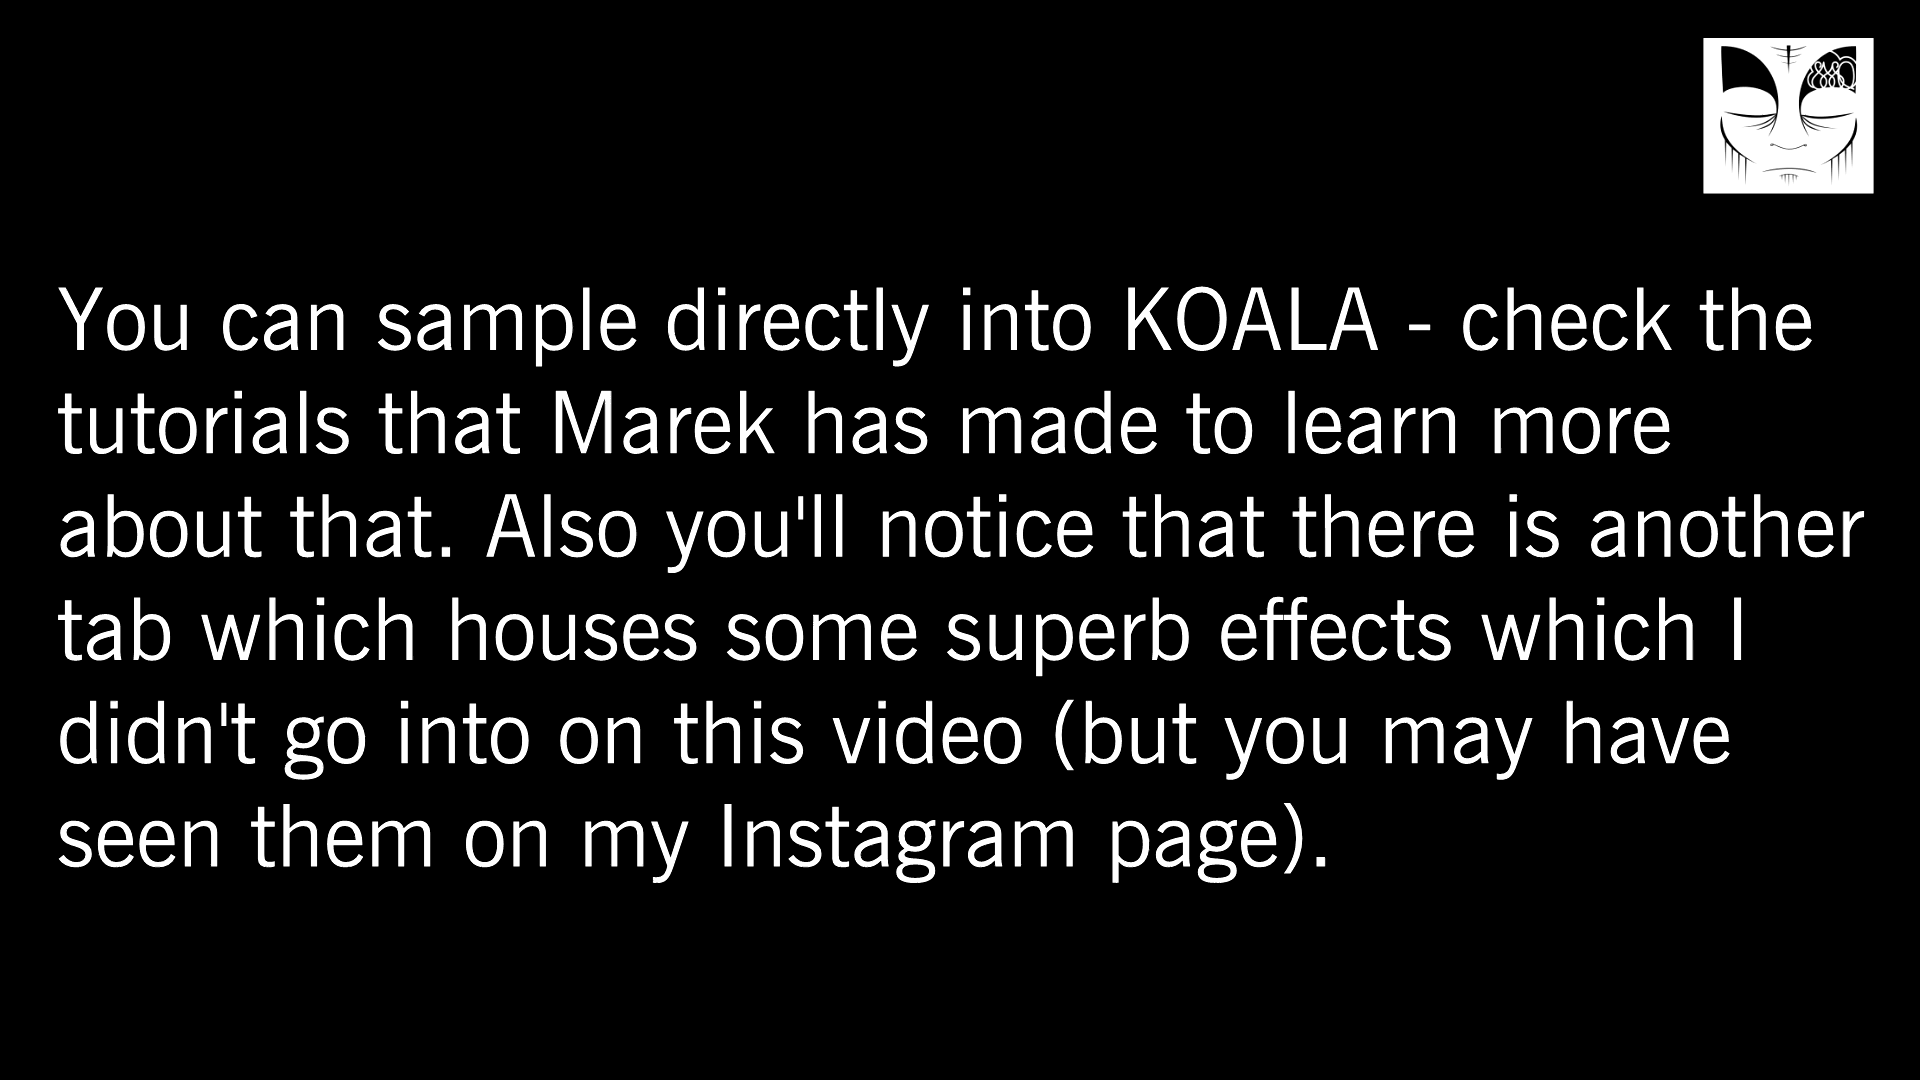 You can sample directly into KOALA - check the
tutorials that Marek has made to learn more
about that. Also you'll notice that there is another
tab which houses some superb effects which I
didn't go into on this video (but you may have
seen them on my Instagram page).